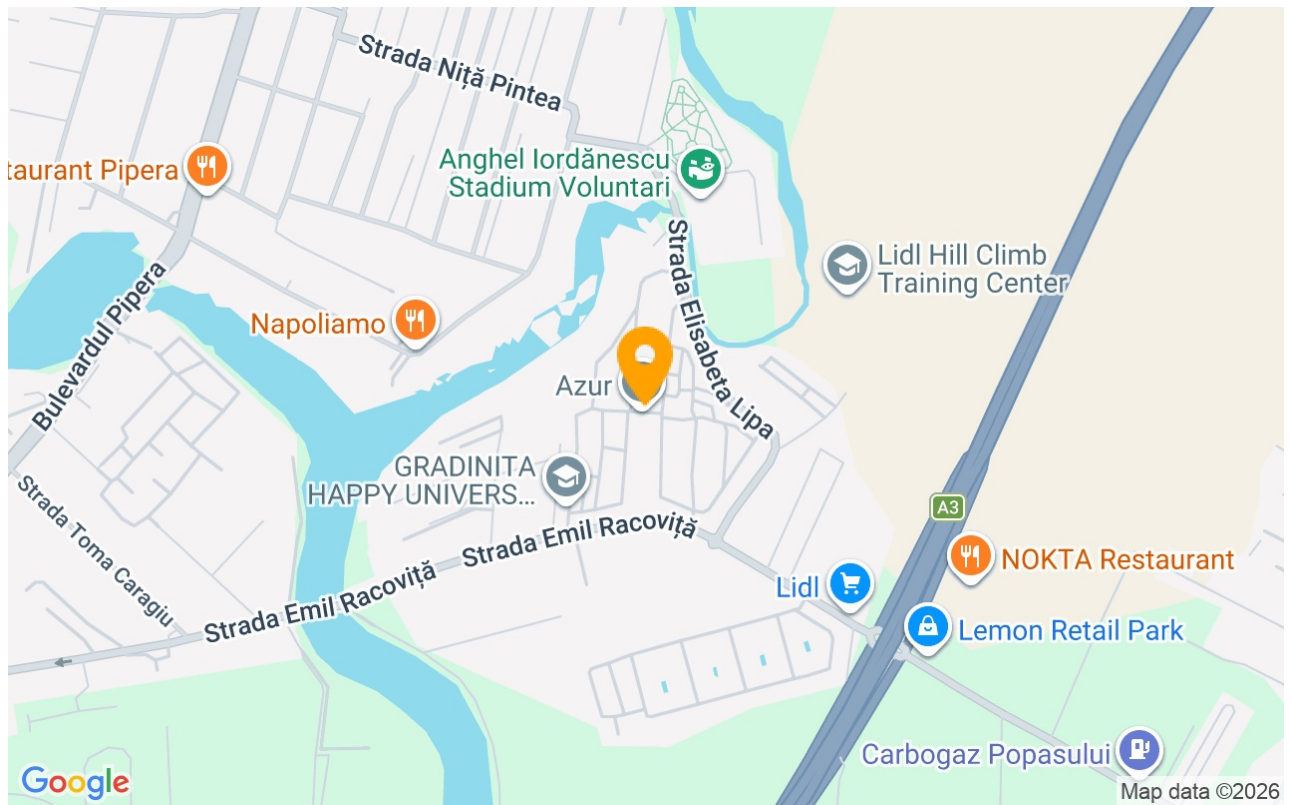 Strada Niță Pintea
taurant Pipera
Anghel Iordănescu
Stadium Voluntari
Strada Elisabeta Lipa
Lidl Hill Climb
Training Center
Bulevardul Pipera
Napoliamo
Azur
GRADINITA
HAPPY UNIVERS...
Strada Toma Caragiu
Strada Emil Racoviță
Strada Emil Racoviță
A3
NOKTA Restaurant
Lidl
Lemon Retail Park
Carbogaz Popasului
Google
Map data ©2026